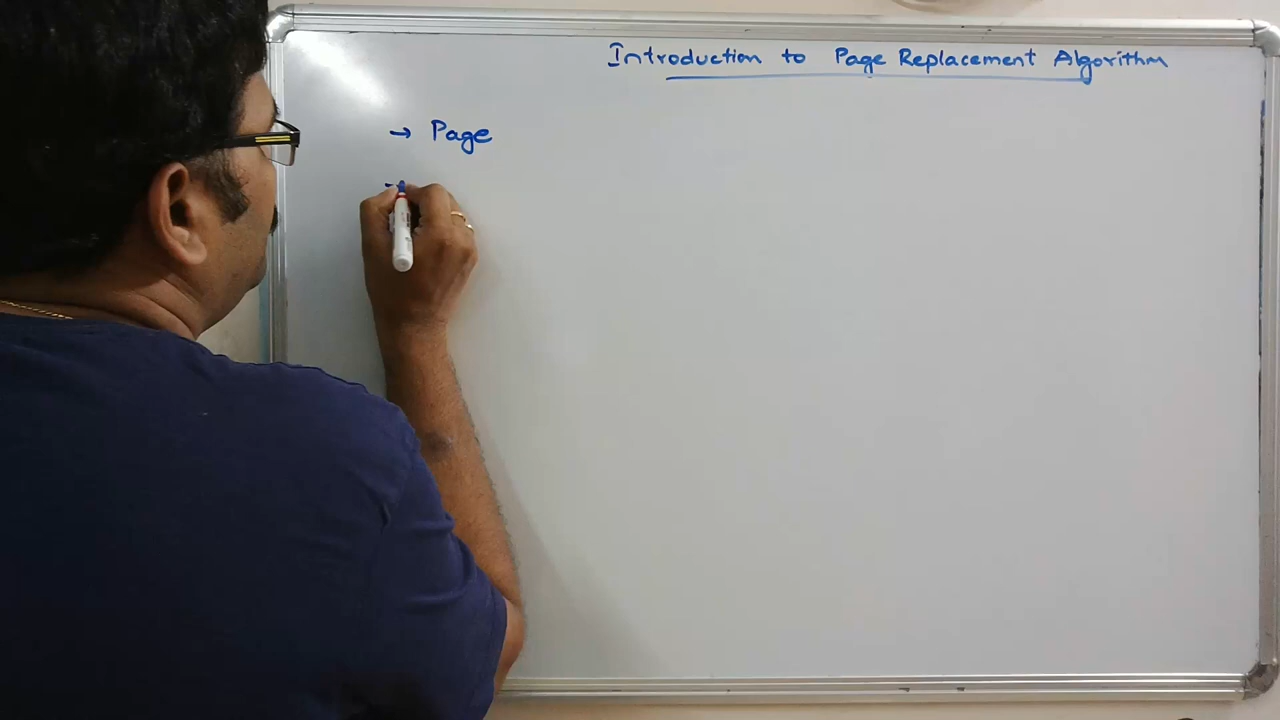 Introduction to Page Replacement Algorithm
→ Page